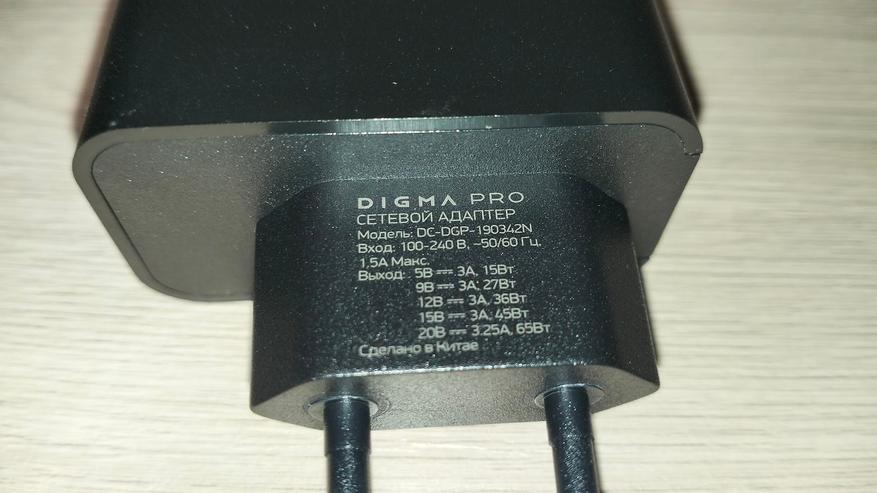 DIGMA PRO
СЕТЕВОЙ АДАПТЕР
Модель: DC-DGP-190342N
Вход: 100-240 В, ~50/60 Гц,
1,5А Макс.
Выход: 5В ⎓ 3А, 15Вт
9В ⎓ 3А, 27Вт
12В ⎓ 3А, 36Вт
15В ⎓ 3А, 45Вт
20В ⎓ 3.25А, 65Вт
Сделано в Китае